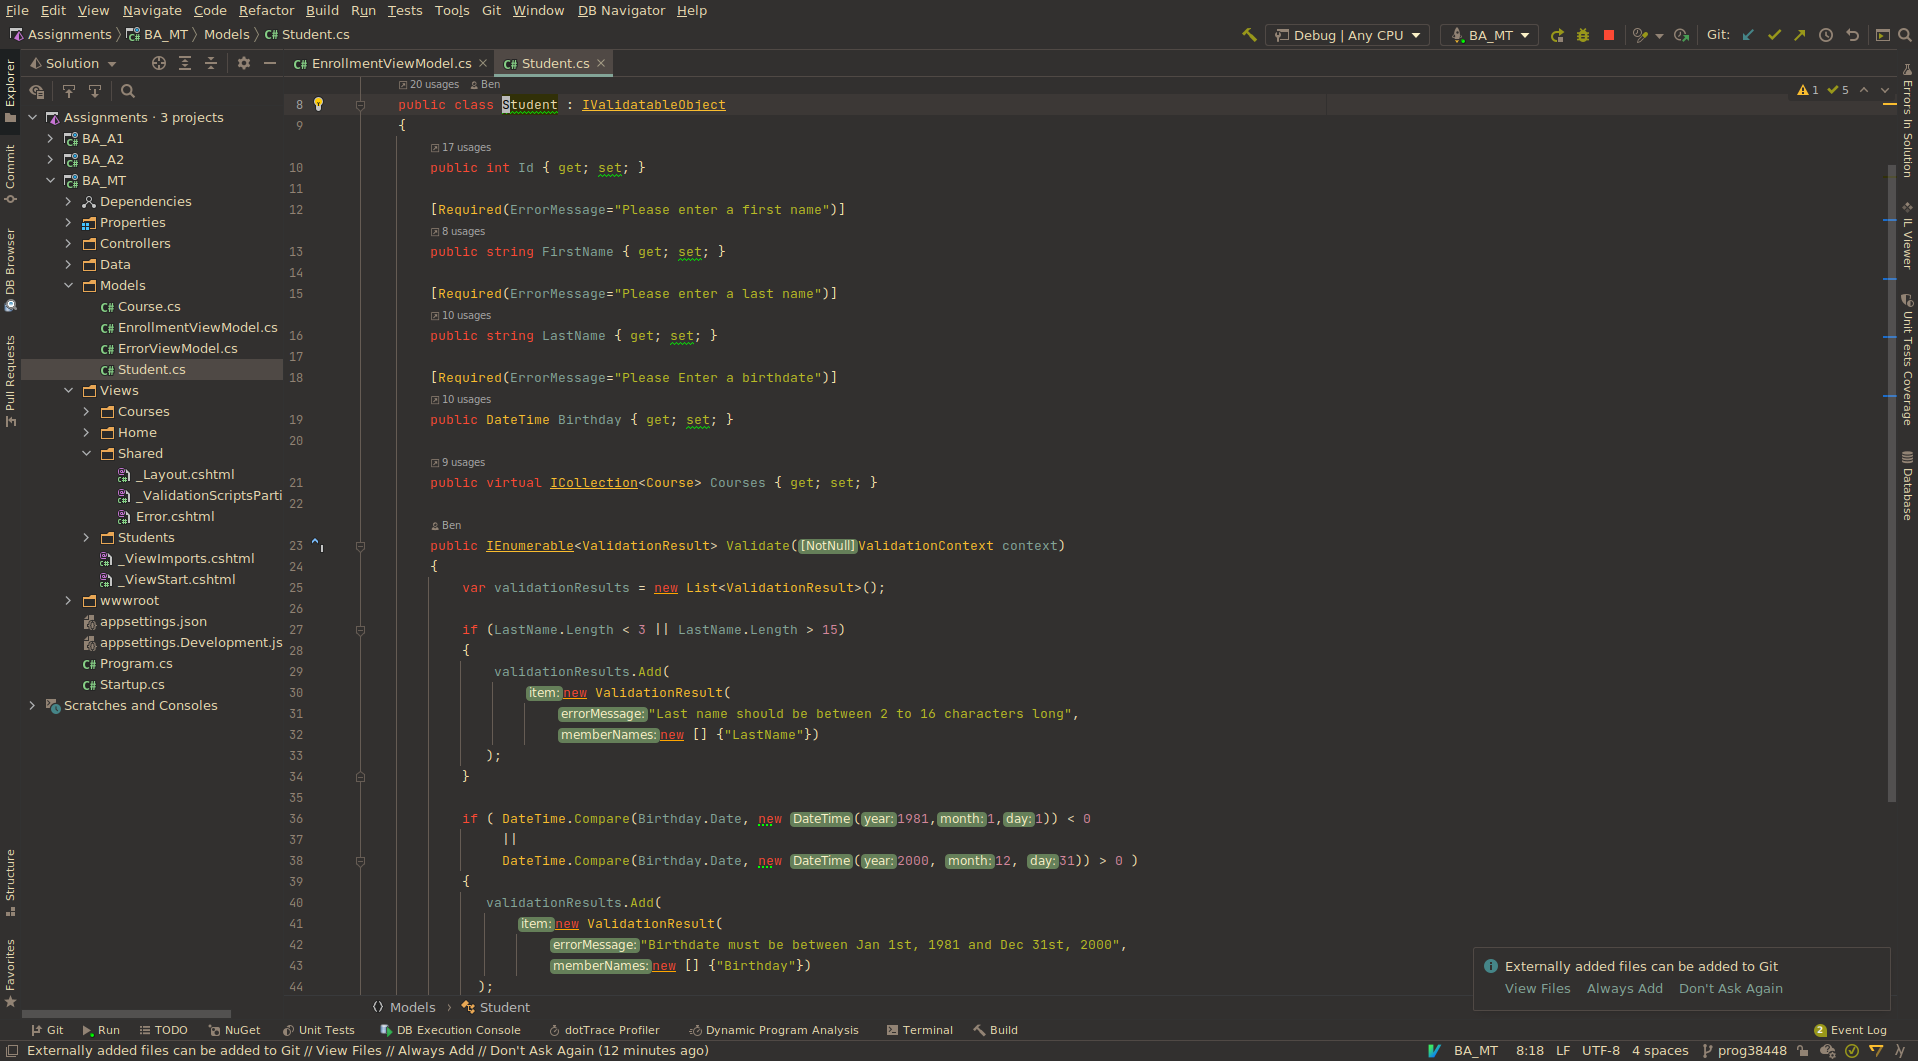 File Edit View Navigate Code Refactor Build Run Tests Tools Git Window DB Navigator Help
Assignments BA_MT Models C# Student.cs
Debug | Any CPU BA_MT Git:
Solution
C# EnrollmentViewModel.cs C# Student.cs
Explorer
Commit
DB Browser
Pull Requests
Structure
Favorites
Assignments · 3 projects
BA_A1
BA_A2
BA_MT
Dependencies
Properties
Controllers
Data
Models
C# Course.cs
C# EnrollmentViewModel.cs
C# ErrorViewModel.cs
C# Student.cs
Views
Courses
Home
Shared
_Layout.cshtml
_ValidationScriptsParti
Error.cshtml
Students
_ViewImports.cshtml
_ViewStart.cshtml
wwwroot
appsettings.json
appsettings.Development.js
C# Program.cs
C# Startup.cs
Scratches and Consoles
20 usages Ben
8 public class Student : IValidatableObject
9 {
17 usages
10 public int Id { get; set; }
11
12 [Required(ErrorMessage="Please enter a first name")]
8 usages
13 public string FirstName { get; set; }
14
15 [Required(ErrorMessage="Please enter a last name")]
10 usages
16 public string LastName { get; set; }
17
18 [Required(ErrorMessage="Please Enter a birthdate")]
10 usages
19 public DateTime Birthday { get; set; }
20
9 usages
21 public virtual ICollection<Course> Courses { get; set; }
22
Ben
23 public IEnumerable<ValidationResult> Validate([NotNull]ValidationContext context)
24 {
25 var validationResults = new List<ValidationResult>();
26
27 if (LastName.Length < 3 || LastName.Length > 15)
28 {
29 validationResults.Add(
30 item:new ValidationResult(
31 errorMessage:"Last name should be between 2 to 16 characters long",
32 memberNames:new [] {"LastName"})
33 );
34 }
35
36 if ( DateTime.Compare(Birthday.Date, new DateTime(year:1981,month:1,day:1)) < 0
37 ||
38 DateTime.Compare(Birthday.Date, new DateTime(year:2000, month:12, day:31)) > 0 )
39 {
40 validationResults.Add(
41 item:new ValidationResult(
42 errorMessage:"Birthdate must be between Jan 1st, 1981 and Dec 31st, 2000",
43 memberNames:new [] {"Birthday"})
44 );
1 5
Errors In Solution
IL Viewer
Unit Tests Coverage
Database
Externally added files can be added to Git
View Files Always Add Don't Ask Again
Models Student
Git Run TODO NuGet Unit Tests DB Execution Console dotTrace Profiler Dynamic Program Analysis Terminal Build 2 Event Log
Externally added files can be added to Git // View Files // Always Add // Don't Ask Again (12 minutes ago) BA_MT 8:18 LF UTF-8 4 spaces prog38448